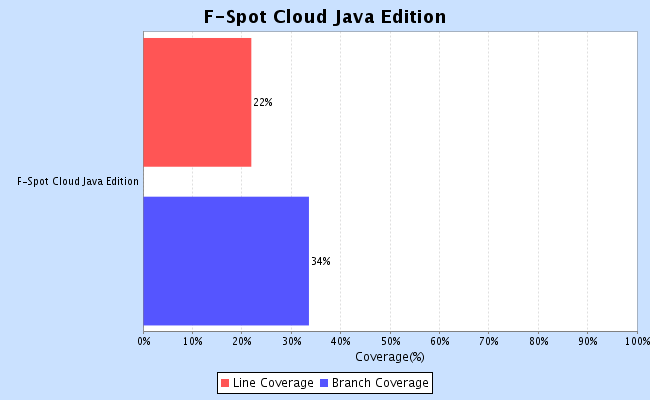 F-Spot Cloud Java Edition
22%
F-Spot Cloud Java Edition
34%
0% 10% 20% 30% 40% 50% 60% 70% 80% 90% 100%
Coverage(%)
Line Coverage Branch Coverage